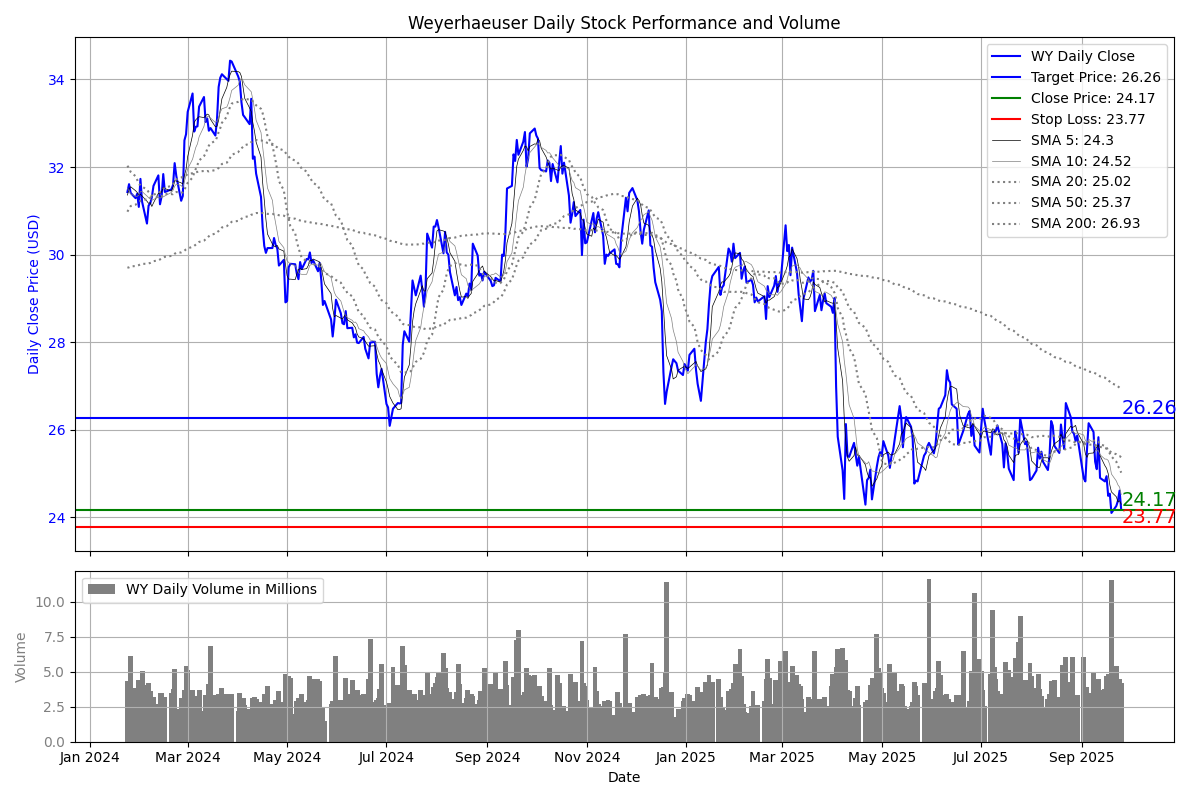 Weyerhaeuser Daily Stock Performance and Volume
Daily Close Price (USD)
34
32
30
28
26
24
WY Daily Close
Target Price: 26.26
Close Price: 24.17
Stop Loss: 23.77
SMA 5: 24.3
SMA 10: 24.52
SMA 20: 25.02
SMA 50: 25.37
SMA 200: 26.93
26.26
24.17
23.77
WY Daily Volume in Millions
Volume
10.0
7.5
5.0
2.5
0.0
Jan 2024 Mar 2024 May 2024 Jul 2024 Sep 2024 Nov 2024 Jan 2025 Mar 2025 May 2025 Jul 2025 Sep 2025
Date